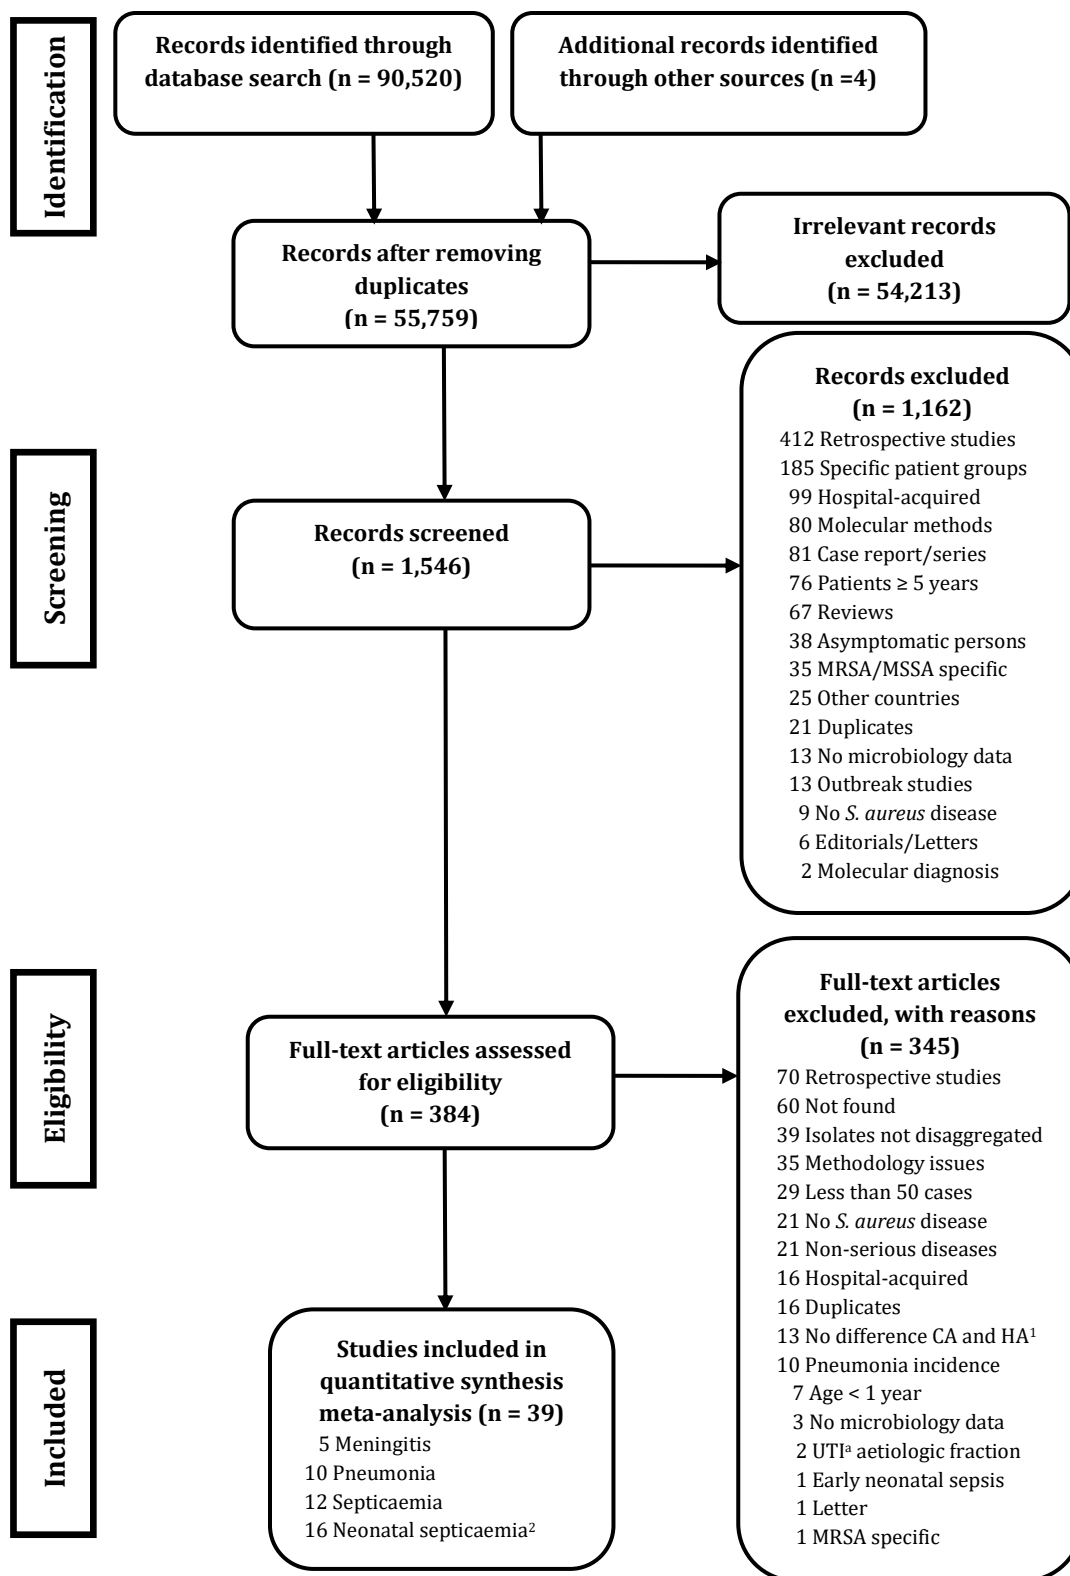 Identification
Records identified through
database search (n = 90,520)
Additional records identified
through other sources (n =4)
Records after removing
duplicates
(n = 55,759)
Irrelevant records
excluded
(n = 54,213)
Screening
Records screened
(n = 1,546)
Records excluded
(n = 1,162)
412 Retrospective studies
185 Specific patient groups
99 Hospital-acquired
80 Molecular methods
81 Case report/series
76 Patients ≥ 5 years
67 Reviews
38 Asymptomatic persons
35 MRSA/MSSA specific
25 Other countries
21 Duplicates
13 No microbiology data
13 Outbreak studies
9 No S. aureus disease
6 Editorials/Letters
2 Molecular diagnosis
Eligibility
Full-text articles assessed
for eligibility
(n = 384)
Full-text articles
excluded, with reasons
(n = 345)
70 Retrospective studies
60 Not found
39 Isolates not disaggregated
35 Methodology issues
29 Less than 50 cases
21 No S. aureus disease
21 Non-serious diseases
16 Hospital-acquired
16 Duplicates
13 No difference CA and HA¹
10 Pneumonia incidence
7 Age < 1 year
3 No microbiology data
2 UTIᵃ aetiologic fraction
1 Early neonatal sepsis
1 Letter
1 MRSA specific
Included
Studies included in
quantitative synthesis
meta-analysis (n = 39)
5 Meningitis
10 Pneumonia
12 Septicaemia
16 Neonatal septicaemia²